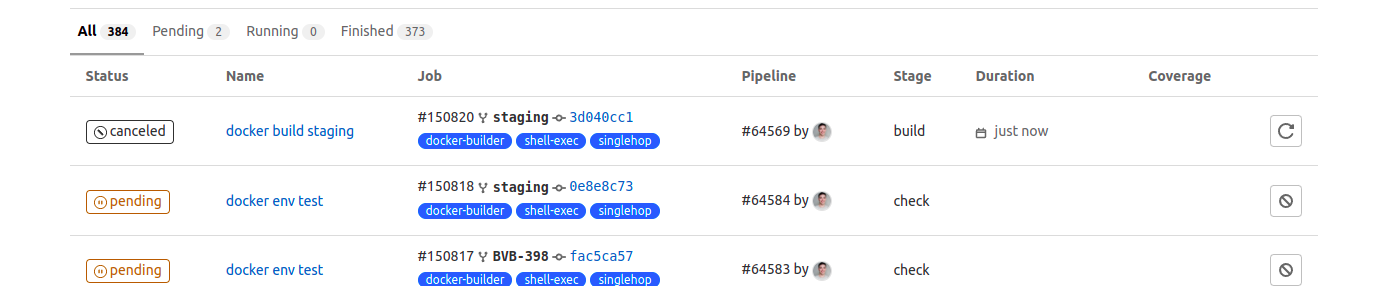 All 384 Pending 2 Running 0 Finished 373
Status Name Job Pipeline Stage Duration Coverage
canceled docker build staging #150820 staging 3d040cc1 #64569 by build just now
docker-builder shell-exec singlehop
pending docker env test #150818 staging 0e8e8c73 #64584 by check
docker-builder shell-exec singlehop
pending docker env test #150817 BVB-398 fac5ca57 #64583 by check
docker-builder shell-exec singlehop